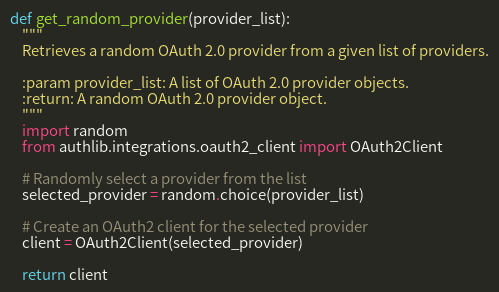 def get_random_provider(provider_list):
    """
    Retrieves a random OAuth 2.0 provider from a given list of providers.

    :param provider_list: A list of OAuth 2.0 provider objects.
    :return: A random OAuth 2.0 provider object.
    """
    import random
    from authlib.integrations.oauth2_client import OAuth2Client

    # Randomly select a provider from the list
    selected_provider = random.choice(provider_list)

    # Create an OAuth2 client for the selected provider
    client = OAuth2Client(selected_provider)

    return client